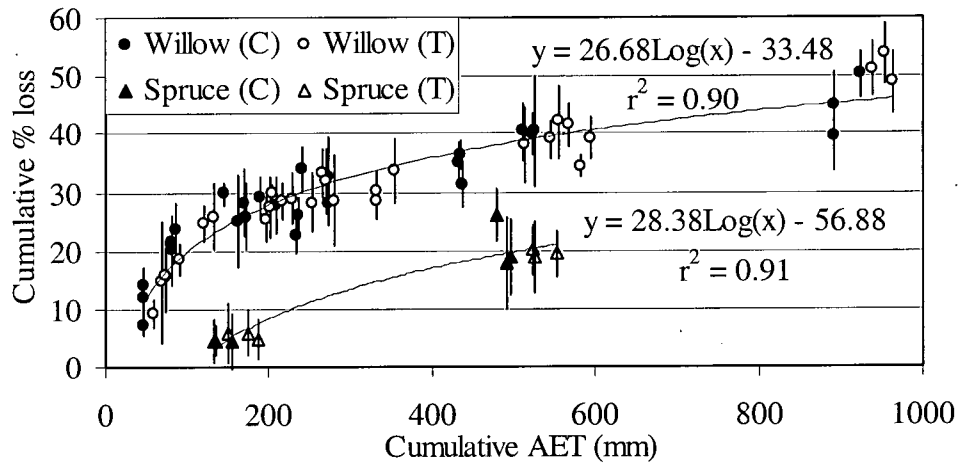 60
50
40
30
20
10
0
Cumulative % loss
Willow (C) Willow (T)
Spruce (C) Spruce (T)
y = 26.68Log(x) - 33.48
r² = 0.90
y = 28.38Log(x) - 56.88
r² = 0.91
0 200 400 600 800 1000
Cumulative AET (mm)